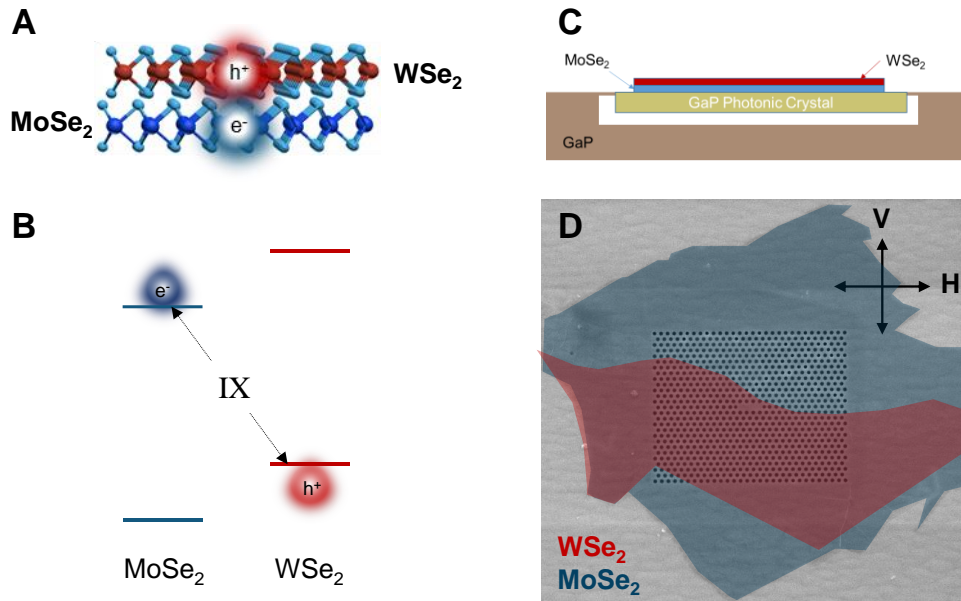 A
h⁺
WSe₂
MoSe₂
e⁻
B
e⁻
IX
h⁺
MoSe₂
WSe₂
C
MoSe₂
WSe₂
GaP Photonic Crystal
GaP
D
V
H
WSe₂
MoSe₂